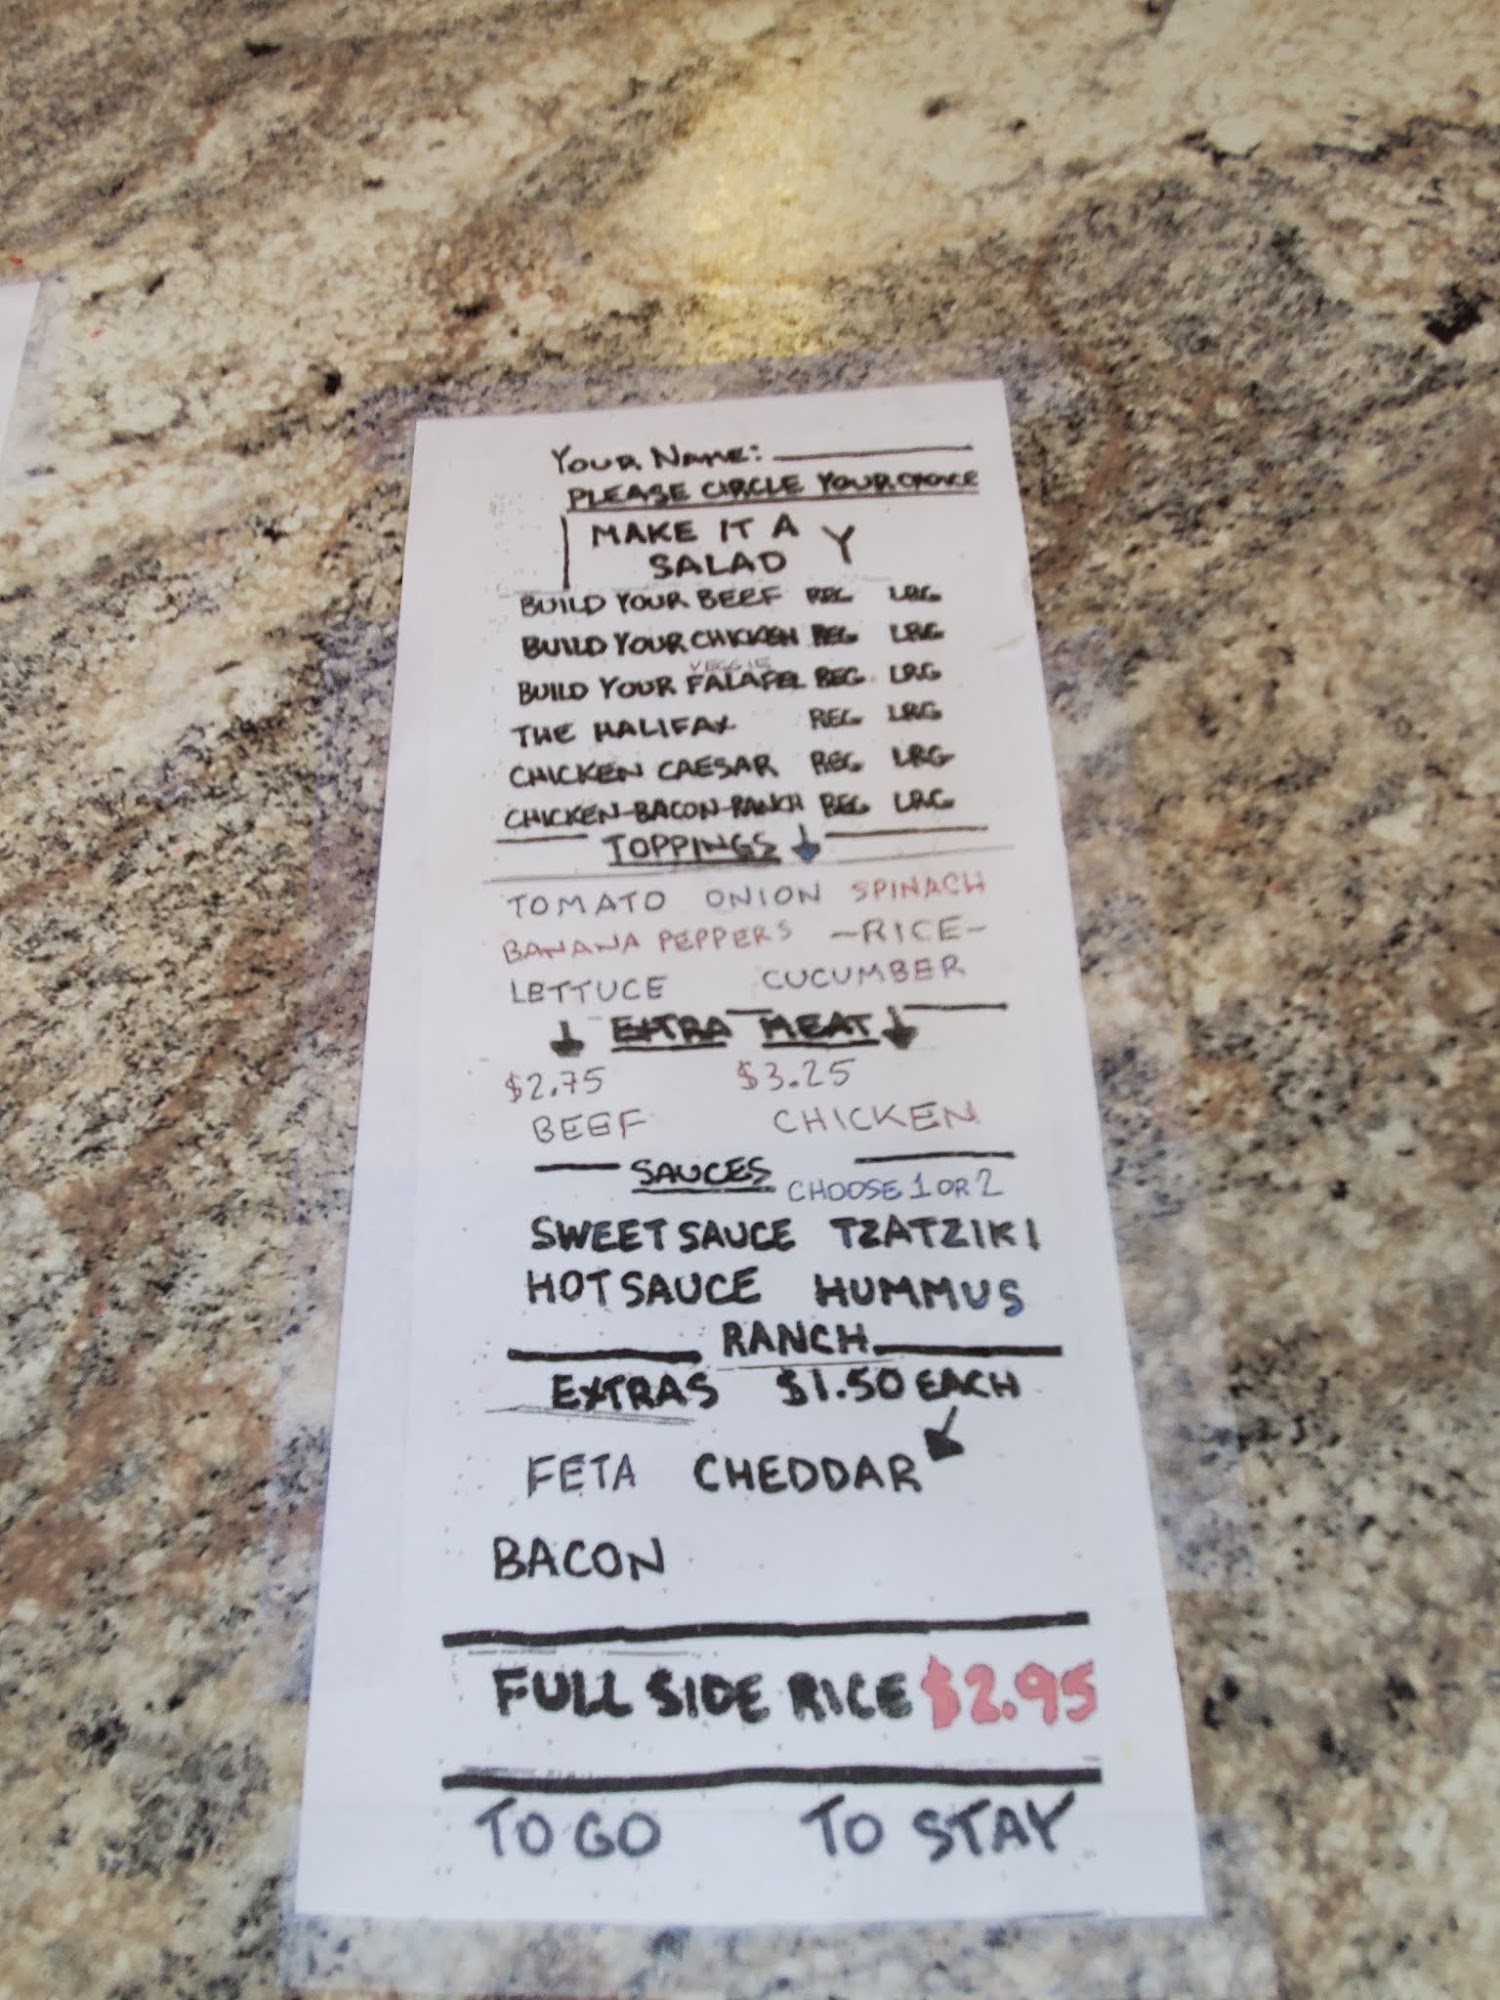 YOUR NAME:
PLEASE CIRCLE YOUR CHOICE
MAKE IT A Y
SALAD
BUILD YOUR BEEF REG LRG
BUILD YOUR CHICKEN REG LRG
VEGGIE
BUILD YOUR FALAFEL REG LRG
THE HALIFAX REG LRG
CHICKEN CAESAR REG LRG
CHICKEN-BACON-RANCH REG LRG
TOPPINGS
TOMATO ONION SPINACH
BANANA PEPPERS -RICE-
LETTUCE CUCUMBER
EXTRA MEAT
$2.75 $3.25
BEEF CHICKEN
SAUCES CHOOSE 1 OR 2
SWEET SAUCE TZATZIKI
HOT SAUCE HUMMUS
RANCH
EXTRAS $1.50 EACH
FETA CHEDDAR
BACON
FULL SIDE RICE $2.95
TO GO TO STAY